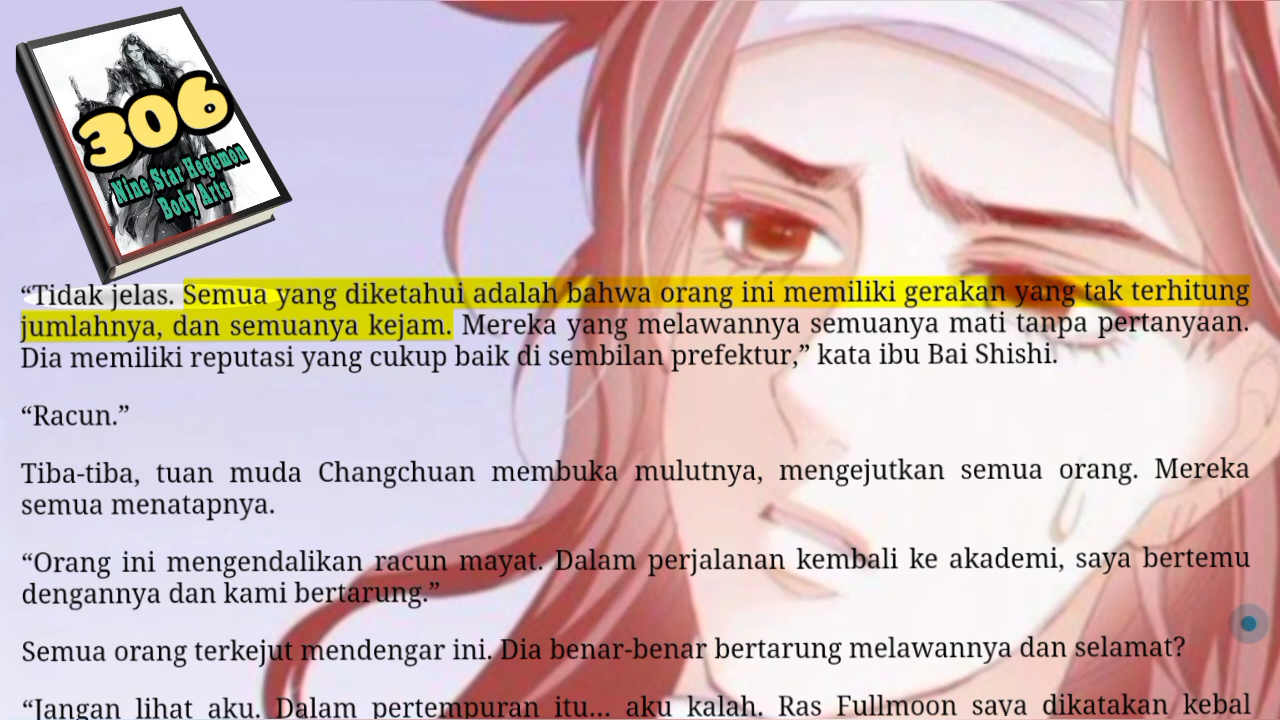 306
Nine Star Hegemon
Body Arts
“Tidak jelas. Semua yang diketahui adalah bahwa orang ini memiliki gerakan yang tak terhitung
jumlahnya, dan semuanya kejam. Mereka yang melawannya semuanya mati tanpa pertanyaan.
Dia memiliki reputasi yang cukup baik di sembilan prefektur,” kata ibu Bai Shishi.
“Racun.”
Tiba-tiba, tuan muda Changchuan membuka mulutnya, mengejutkan semua orang. Mereka
semua menatapnya.
“Orang ini mengendalikan racun mayat. Dalam perjalanan kembali ke akademi, saya bertemu
dengannya dan kami bertarung.”
Semua orang terkejut mendengar ini. Dia benar-benar bertarung melawannya dan selamat?
“Jangan lihat aku. Dalam pertempuran itu... aku kalah. Ras Fullmoon saya dikatakan kebal